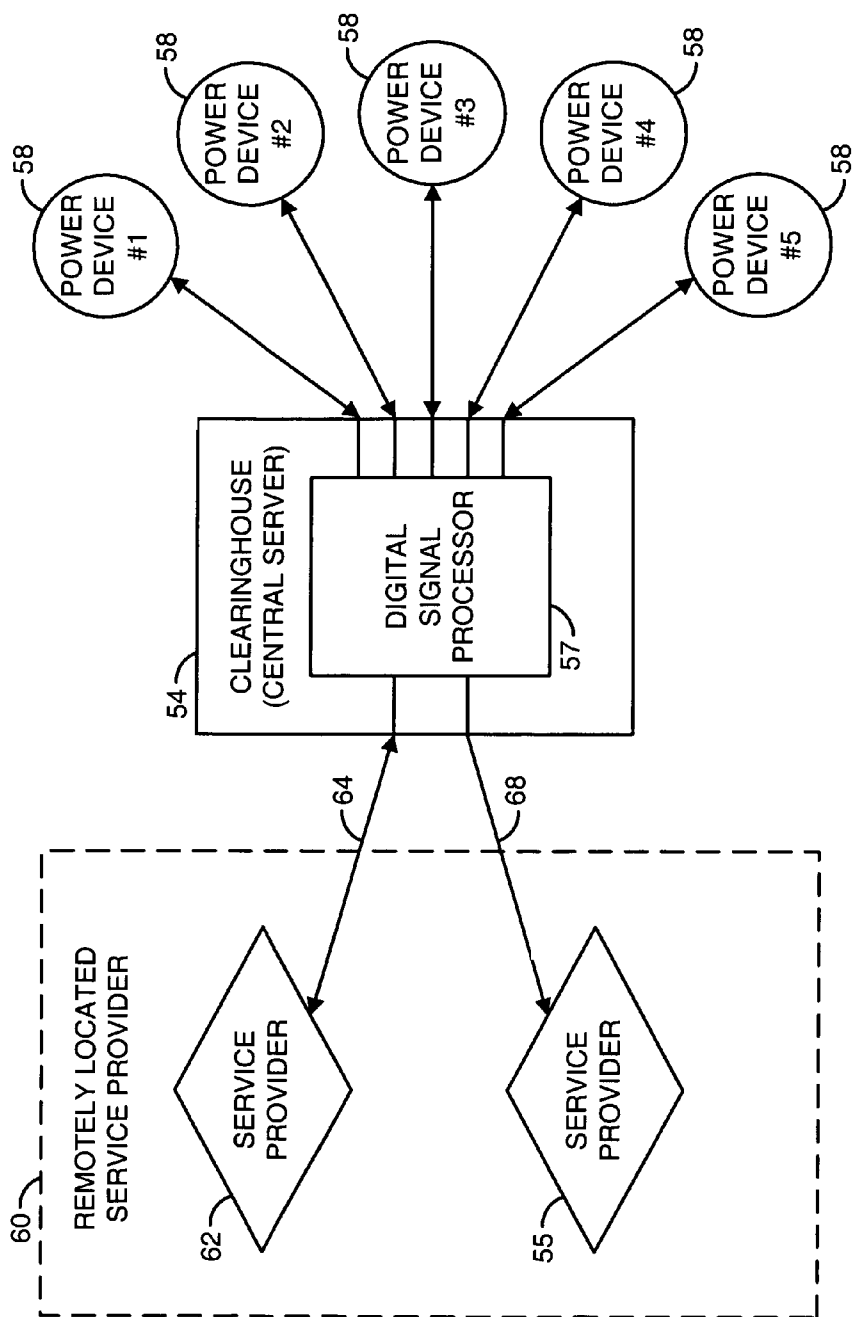 60
REMOTELY LOCATED
SERVICE PROVIDER
62
SERVICE
PROVIDER
55
SERVICE
PROVIDER
64
68
54
CLEARINGHOUSE
(CENTRAL SERVER)
DIGITAL
SIGNAL
PROCESSOR
57
58
POWER
DEVICE
#1
58
POWER
DEVICE
#2
58
POWER
DEVICE
#3
58
POWER
DEVICE
#4
58
POWER
DEVICE
#5